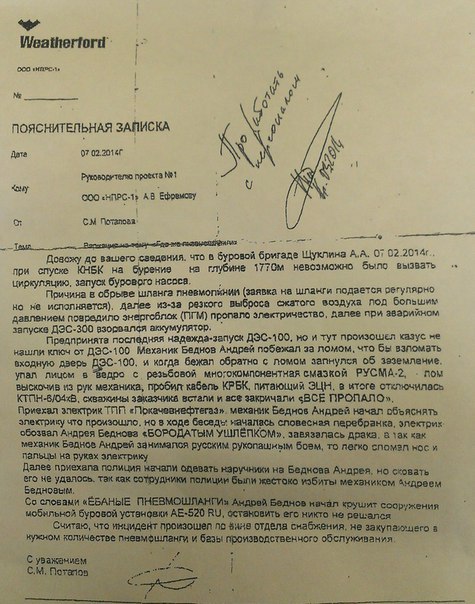 Weatherford
ООО «НПРС-1»
№
Проработать
с персоналом
ПОЯСНИТЕЛЬНАЯ ЗАПИСКА
Дата 07 02.2014г
Кому Руководителю проекта №1
ООО «НПРС-1» А.В Ефремову
От С.М Потапова
Тема
Довожу до вашего сведения, что в буровой бригаде Щуклина А.А. 07 02.2014г.,
при спуске КНБК на бурение на глубине 1770м невозможно было вызвать
циркуляцию, запуск бурового насоса.
Причина в обрыве шланга пневмолинии (заявка на шланги подается регулярно
но не исполняется), далее из-за резкого выброса сжатого воздуха под большим
давлением повредило энергоблок (ПГМ) пропало электричество, далее при аварийном
запуске ДЭС-300 взорвался аккумулятор.
Предпринята последняя надежда-запуск ДЭС-100, но и тут произошел казус не
нашли ключ от ДЭС-100 Механик Беднов Андрей побежал за ломом, что бы взломать
входную дверь ДЭС-100, и когда бежал обратно с ломом запнулся об заземление,
упал лицом в ведро с резьбовой многокомпонентной смазкой РУСМА-2, лом
выскочив из рук механика, пробил кабель КРБК, питающий ЭЦН, в итоге отключилась
КТПН-6/04кВ, скважины заказчика встали и все закричали «ВСЕ ПРОПАЛО».
Приехал электрик ТПП «Покачевнефтегаз», механик Беднов Андрей начал объяснять
электрику что произошло, но в ходе беседы началась словесная перебранка, электрик
обозвал Андрея Беднова «БОРОДАТЫМ УШЛЁПКОМ», завязалась драка, а так как
механик Беднов Андрей занимался русским рукопашным боем, то легко сломал нос и
пальцы на руках электрику
Далее приехала полиция начали одевать наручники на Беднова Андрея, но сковать
его не удалось, так как сотрудники полиции были жестоко избиты механиком Андреем
Бедновым.
Со словами «ЕБАНЫЕ ПНЕВМОШЛАНГИ» Андрей Беднов начал крушит сооружения
мобильной буровой установки АЕ-520 RU, остановить его никто не решался
Считаю, что инцидент произошел по вине отдела снабжения, не закупающего в
нужном количестве пневмошланги и базы производственного обслуживания.
С уважением
С.М. Потапов